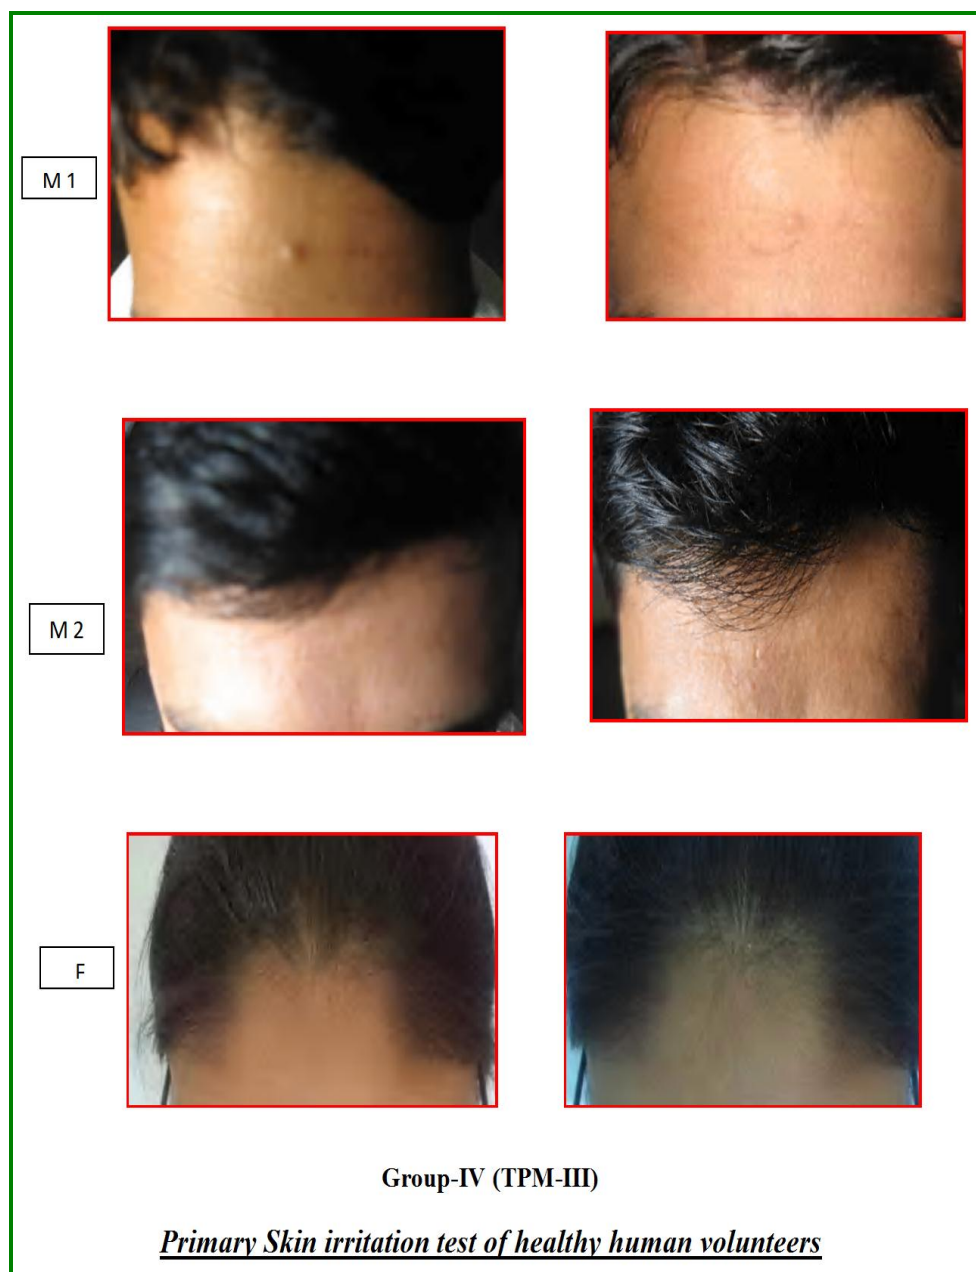 M 1
M 2
F
Group-IV (TPM-III)
Primary Skin irritation test of healthy human volunteers